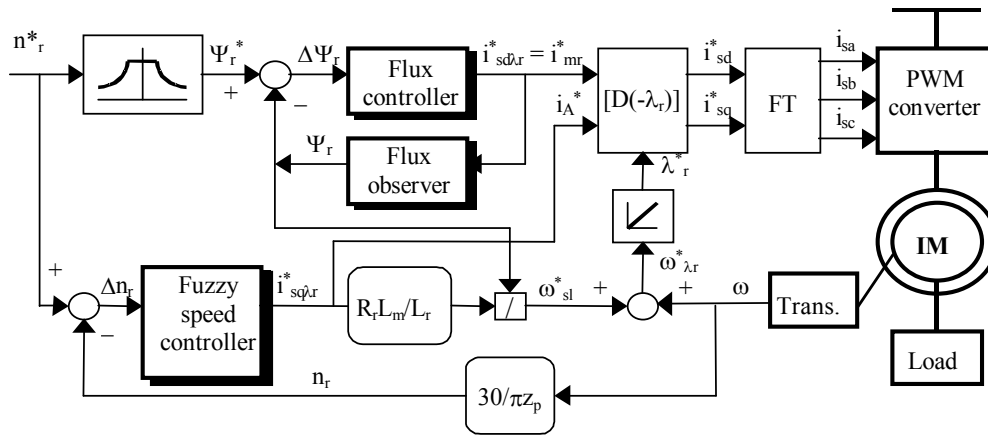 n*r
Ψr*
+
−
ΔΨr
Flux
controller
i*sdλr = i*mr
iA*
[D(-λr)]
i*sd
i*sq
FT
isa
isb
isc
PWM
converter
Ψr
Flux
observer
λ*r
IM
ω*λr
+
Δnr
−
Fuzzy
speed
controller
i*sqλr
RrLm/Lr
/
ω*sl
+
+
ω
Trans.
Load
nr
30/πzp